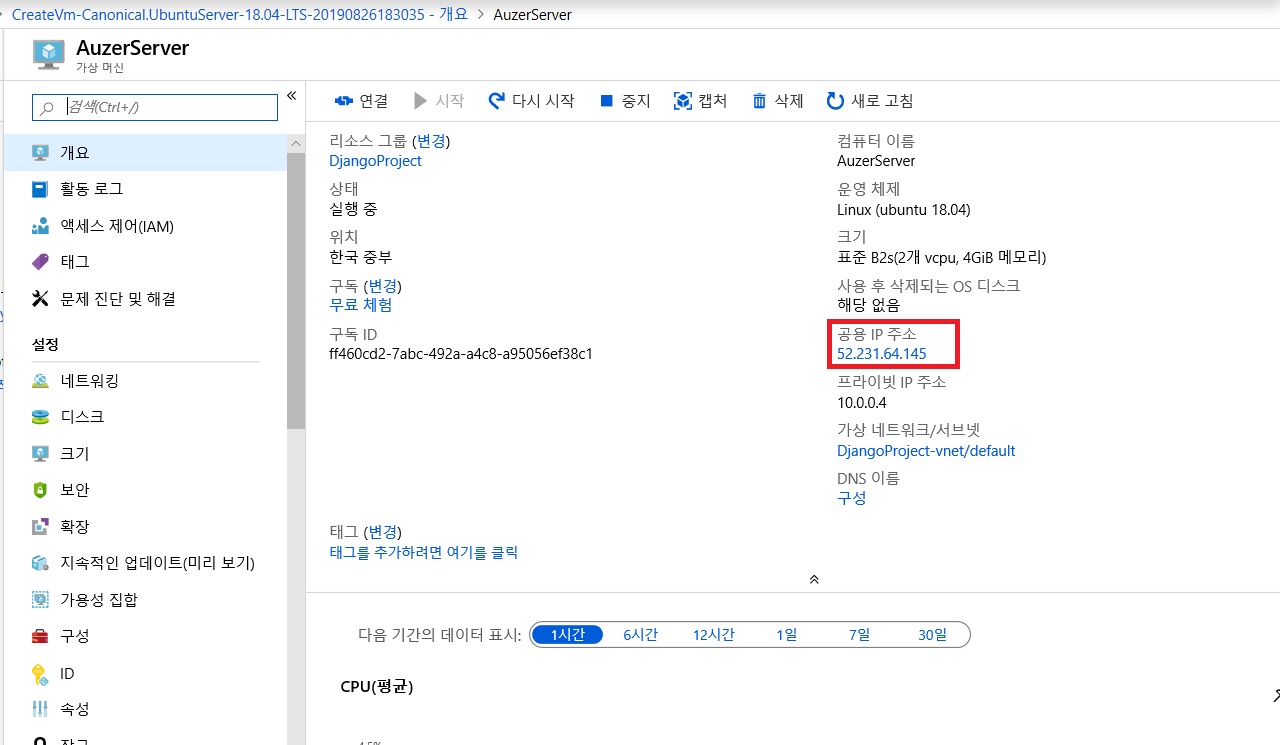 CreateVm-Canonical.UbuntuServer-18.04-LTS-20190826183035 - 개요 > AuzerServer
AuzerServer
가상 머신
검색(Ctrl+/)
«
개요
활동 로그
액세스 제어(IAM)
태그
문제 진단 및 해결
설정
네트워킹
디스크
크기
보안
확장
지속적인 업데이트(미리 보기)
가용성 집합
구성
ID
속성
연결
시작
다시 시작
중지
캡처
삭제
새로 고침
리소스 그룹 (변경)
DjangoProject
상태
실행 중
위치
한국 중부
구독 (변경)
무료 체험
구독 ID
ff460cd2-7abc-492a-a4c8-a95056ef38c1
컴퓨터 이름
AuzerServer
운영 체제
Linux (ubuntu 18.04)
크기
표준 B2s(2개 vcpu, 4GiB 메모리)
사용 후 삭제되는 OS 디스크
해당 없음
공용 IP 주소
52.231.64.145
프라이빗 IP 주소
10.0.0.4
가상 네트워크/서브넷
DjangoProject-vnet/default
DNS 이름
구성
태그 (변경)
태그를 추가하려면 여기를 클릭
다음 기간의 데이터 표시: 1시간 6시간 12시간 1일 7일 30일
CPU(평균)